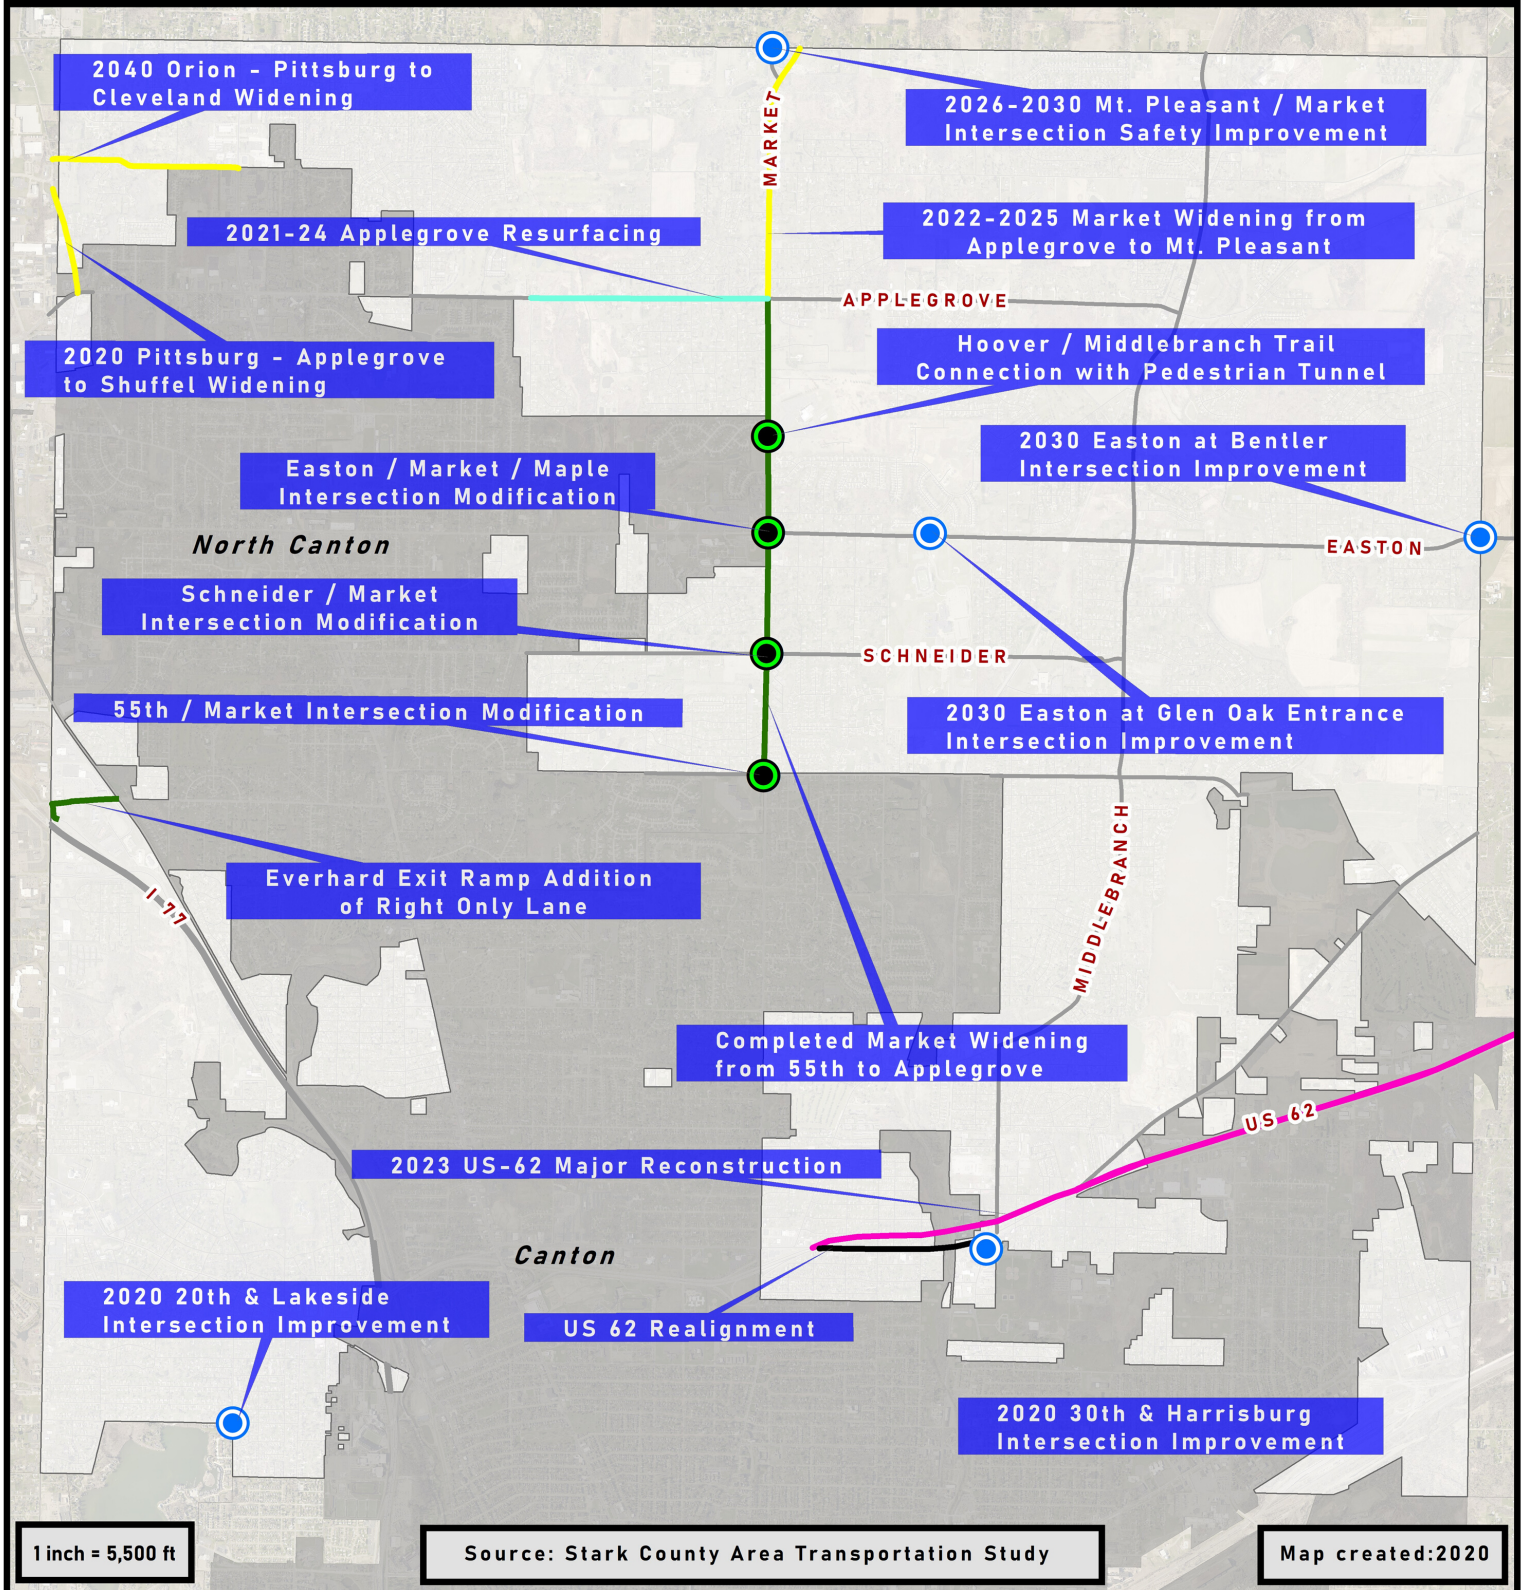 2040 Orion - Pittsburg to
Cleveland Widening
2026-2030 Mt. Pleasant / Market
Intersection Safety Improvement
MARKET
2021-24 Applegrove Resurfacing
2022-2025 Market Widening from
Applegrove to Mt. Pleasant
APPLEGROVE
2020 Pittsburg - Applegrove
to Shuffel Widening
Hoover / Middlebranch Trail
Connection with Pedestrian Tunnel
2030 Easton at Bentler
Intersection Improvement
Easton / Market / Maple
Intersection Modification
North Canton
EASTON
Schneider / Market
Intersection Modification
SCHNEIDER
55th / Market Intersection Modification
2030 Easton at Glen Oak Entrance
Intersection Improvement
MIDDLEBRANCH
Everhard Exit Ramp Addition
of Right Only Lane
I 77
Completed Market Widening
from 55th to Applegrove
US 62
2023 US-62 Major Reconstruction
Canton
2020 20th & Lakeside
Intersection Improvement
US 62 Realignment
2020 30th & Harrisburg
Intersection Improvement
1 inch = 5,500 ft
Source: Stark County Area Transportation Study
Map created:2020